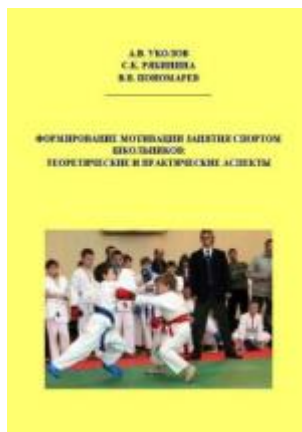 А.В. УКОЛОВ
С.К. РЯБИНИНА
В.В. ПОНОМАРЕВ
ФОРМИРОВАНИЕ МОТИВАЦИИ ЗАНЯТИЯ СПОРТОМ
ШКОЛЬНИКОВ:
ТЕОРЕТИЧЕСКИЕ И ПРАКТИЧЕСКИЕ АСПЕКТЫ